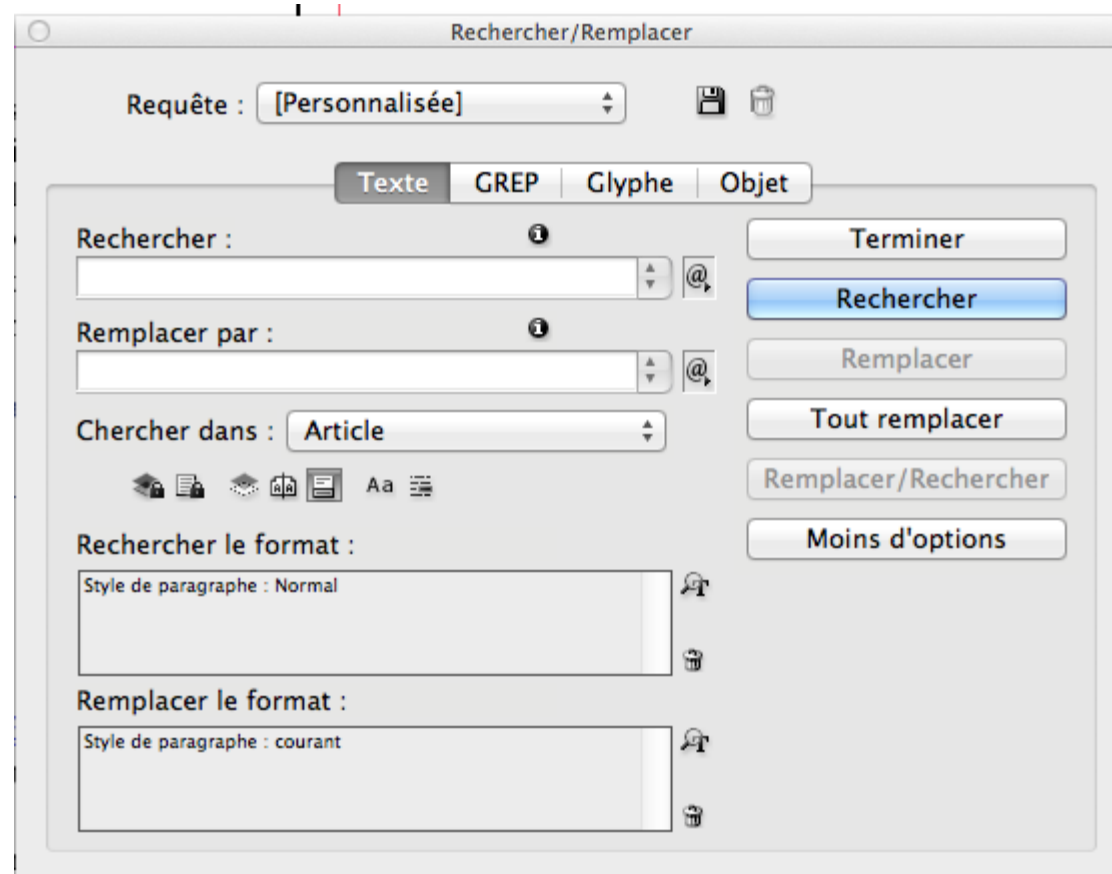 Rechercher/Remplacer
Requête : [Personnalisée]
Texte GREP Glyphe Objet
Rechercher :
Terminer
@
Rechercher
Remplacer par :
Remplacer
@
Chercher dans : Article
Tout remplacer
Aa
Remplacer/Rechercher
Rechercher le format :
Moins d'options
Style de paragraphe : Normal
Remplacer le format :
Style de paragraphe : courant